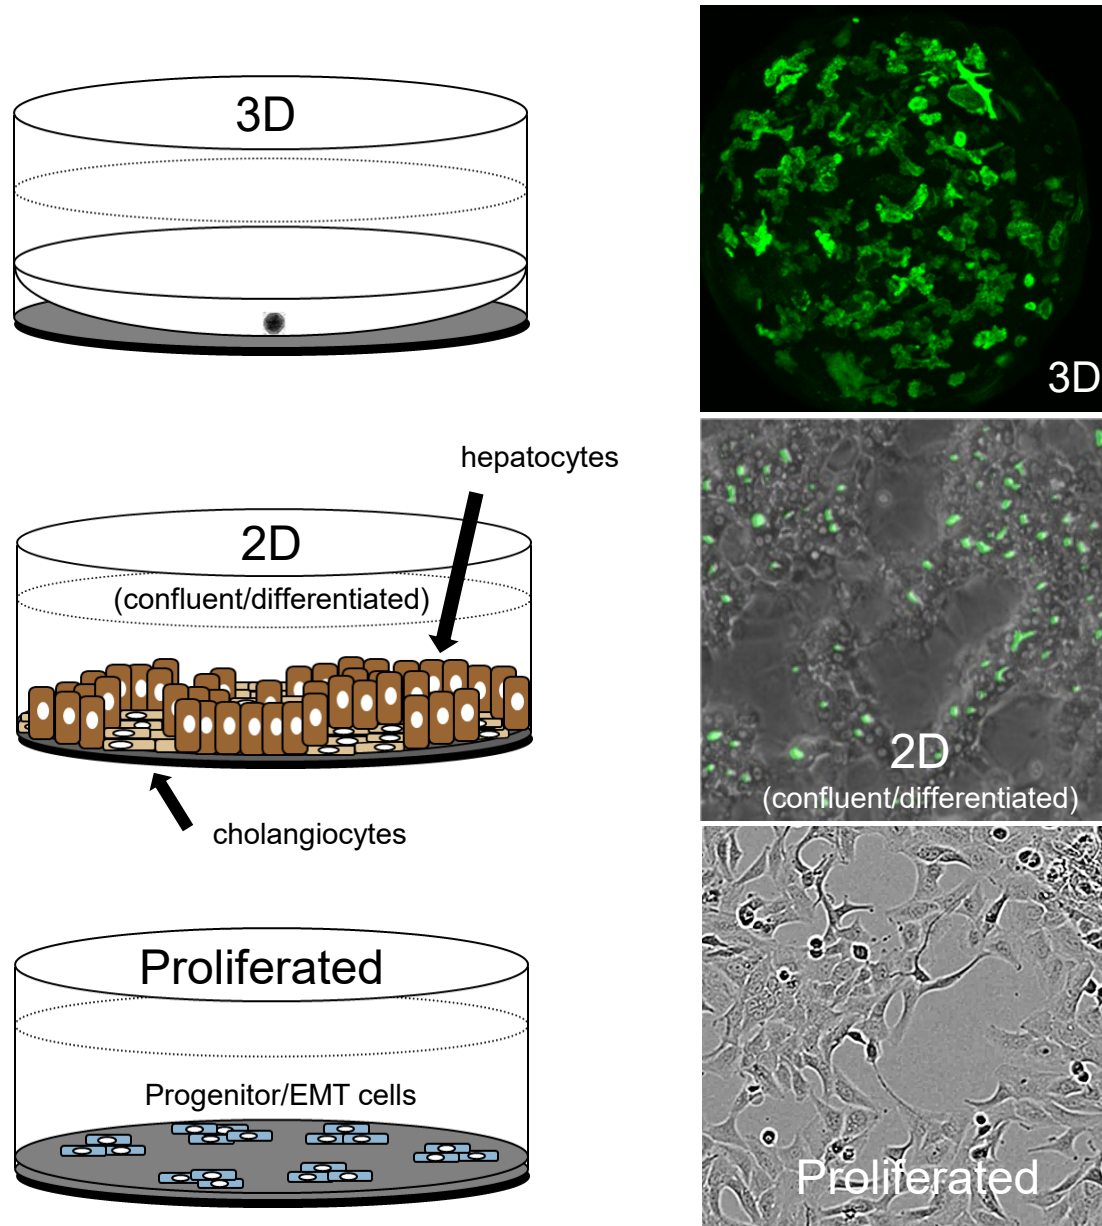 3D
3D
hepatocytes
2D
(confluent/differentiated)
cholangiocytes
2D
(confluent/differentiated)
Proliferated
Progenitor/EMT cells
Proliferated